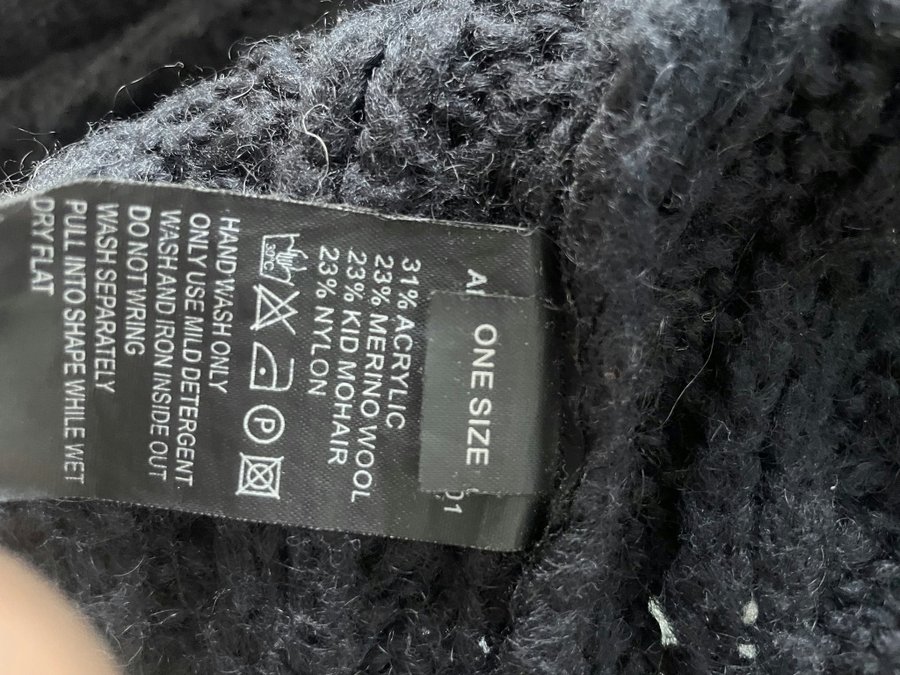 ONE SIZE
31% ACRYLIC
23% MERINO WOOL
23% KID MOHAIR
23% NYLON
30°C
P
HAND WASH ONLY
ONLY USE MILD DETERGENT
WASH AND IRON INSIDE OUT
DO NOT WRING
WASH SEPARATELY
PULL INTO SHAPE WHILE WET
DRY FLAT